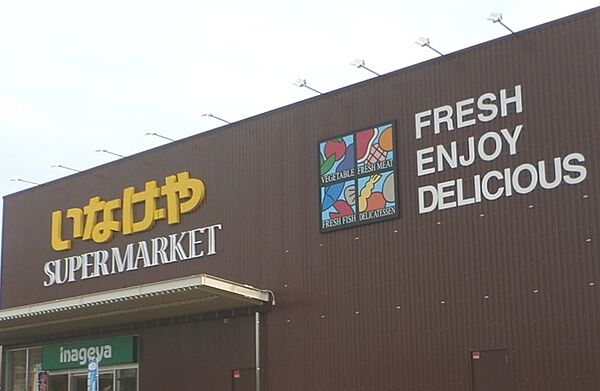 いなげや
SUPERMARKET
inageya
VEGETABLE
FRESH MEAT
FRESH FISH
DELICATESSEN
FRESH
ENJOY
DELICIOUS